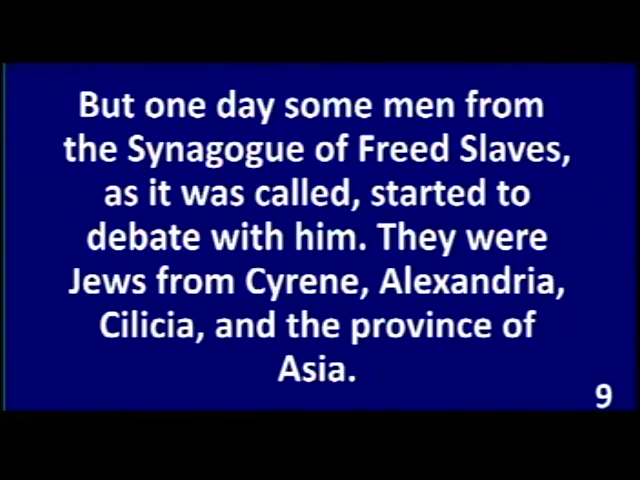 But one day some men from
the Synagogue of Freed Slaves,
as it was called, started to
debate with him. They were
Jews from Cyrene, Alexandria,
Cilicia, and the province of
Asia.
9